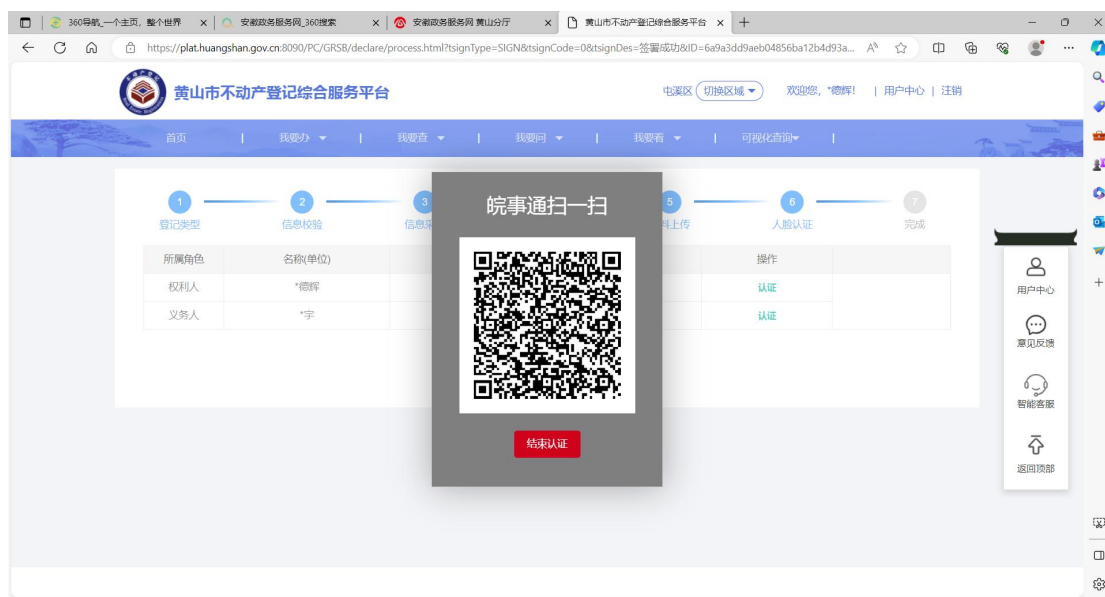 360导航_一个主页，整个世界
安徽政务服务网_360搜索
安徽政务服务网 黄山分厅
黄山市不动产登记综合服务平台
https://plat.huangshan.gov.cn:8090/PC/GRSB/declare/process.html?tsignType=SIGN&tsignCode=0&tsignDes=签署成功&ID=6a9a3dd9aeb04856ba12b4d93a...
黄山市不动产登记综合服务平台
屯溪区 切换区域 欢迎您，*德辉! | 用户中心 | 注销
首页 | 我要办 | 我要查 | 我要问 | 我要看 | 可视化查询 |
皖事通扫一扫
1 2 3 5 6 7
登记类型 信息校验 信息采 料上传 人脸认证 完成
所属角色 名称(单位) 操作
权利人 *德辉 认证
义务人 *宇 认证
结束认证
用户中心
意见反馈
智能客服
返回顶部